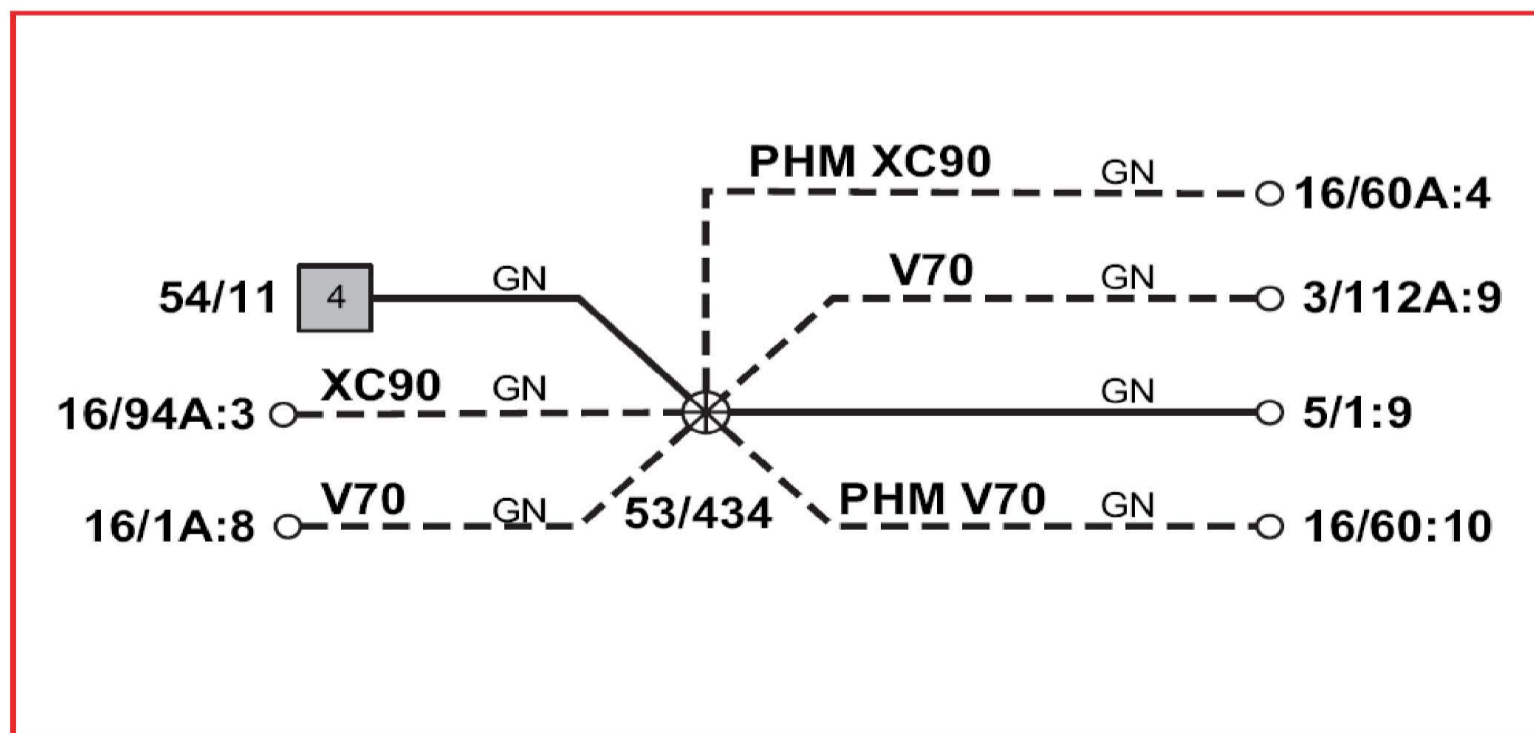 PHM XC90
GN
16/60A:4
54/11
4
GN
V70
GN
3/112A:9
16/94A:3
XC90
GN
GN
5/1:9
16/1A:8
V70
GN
53/434
PHM V70
GN
16/60:10